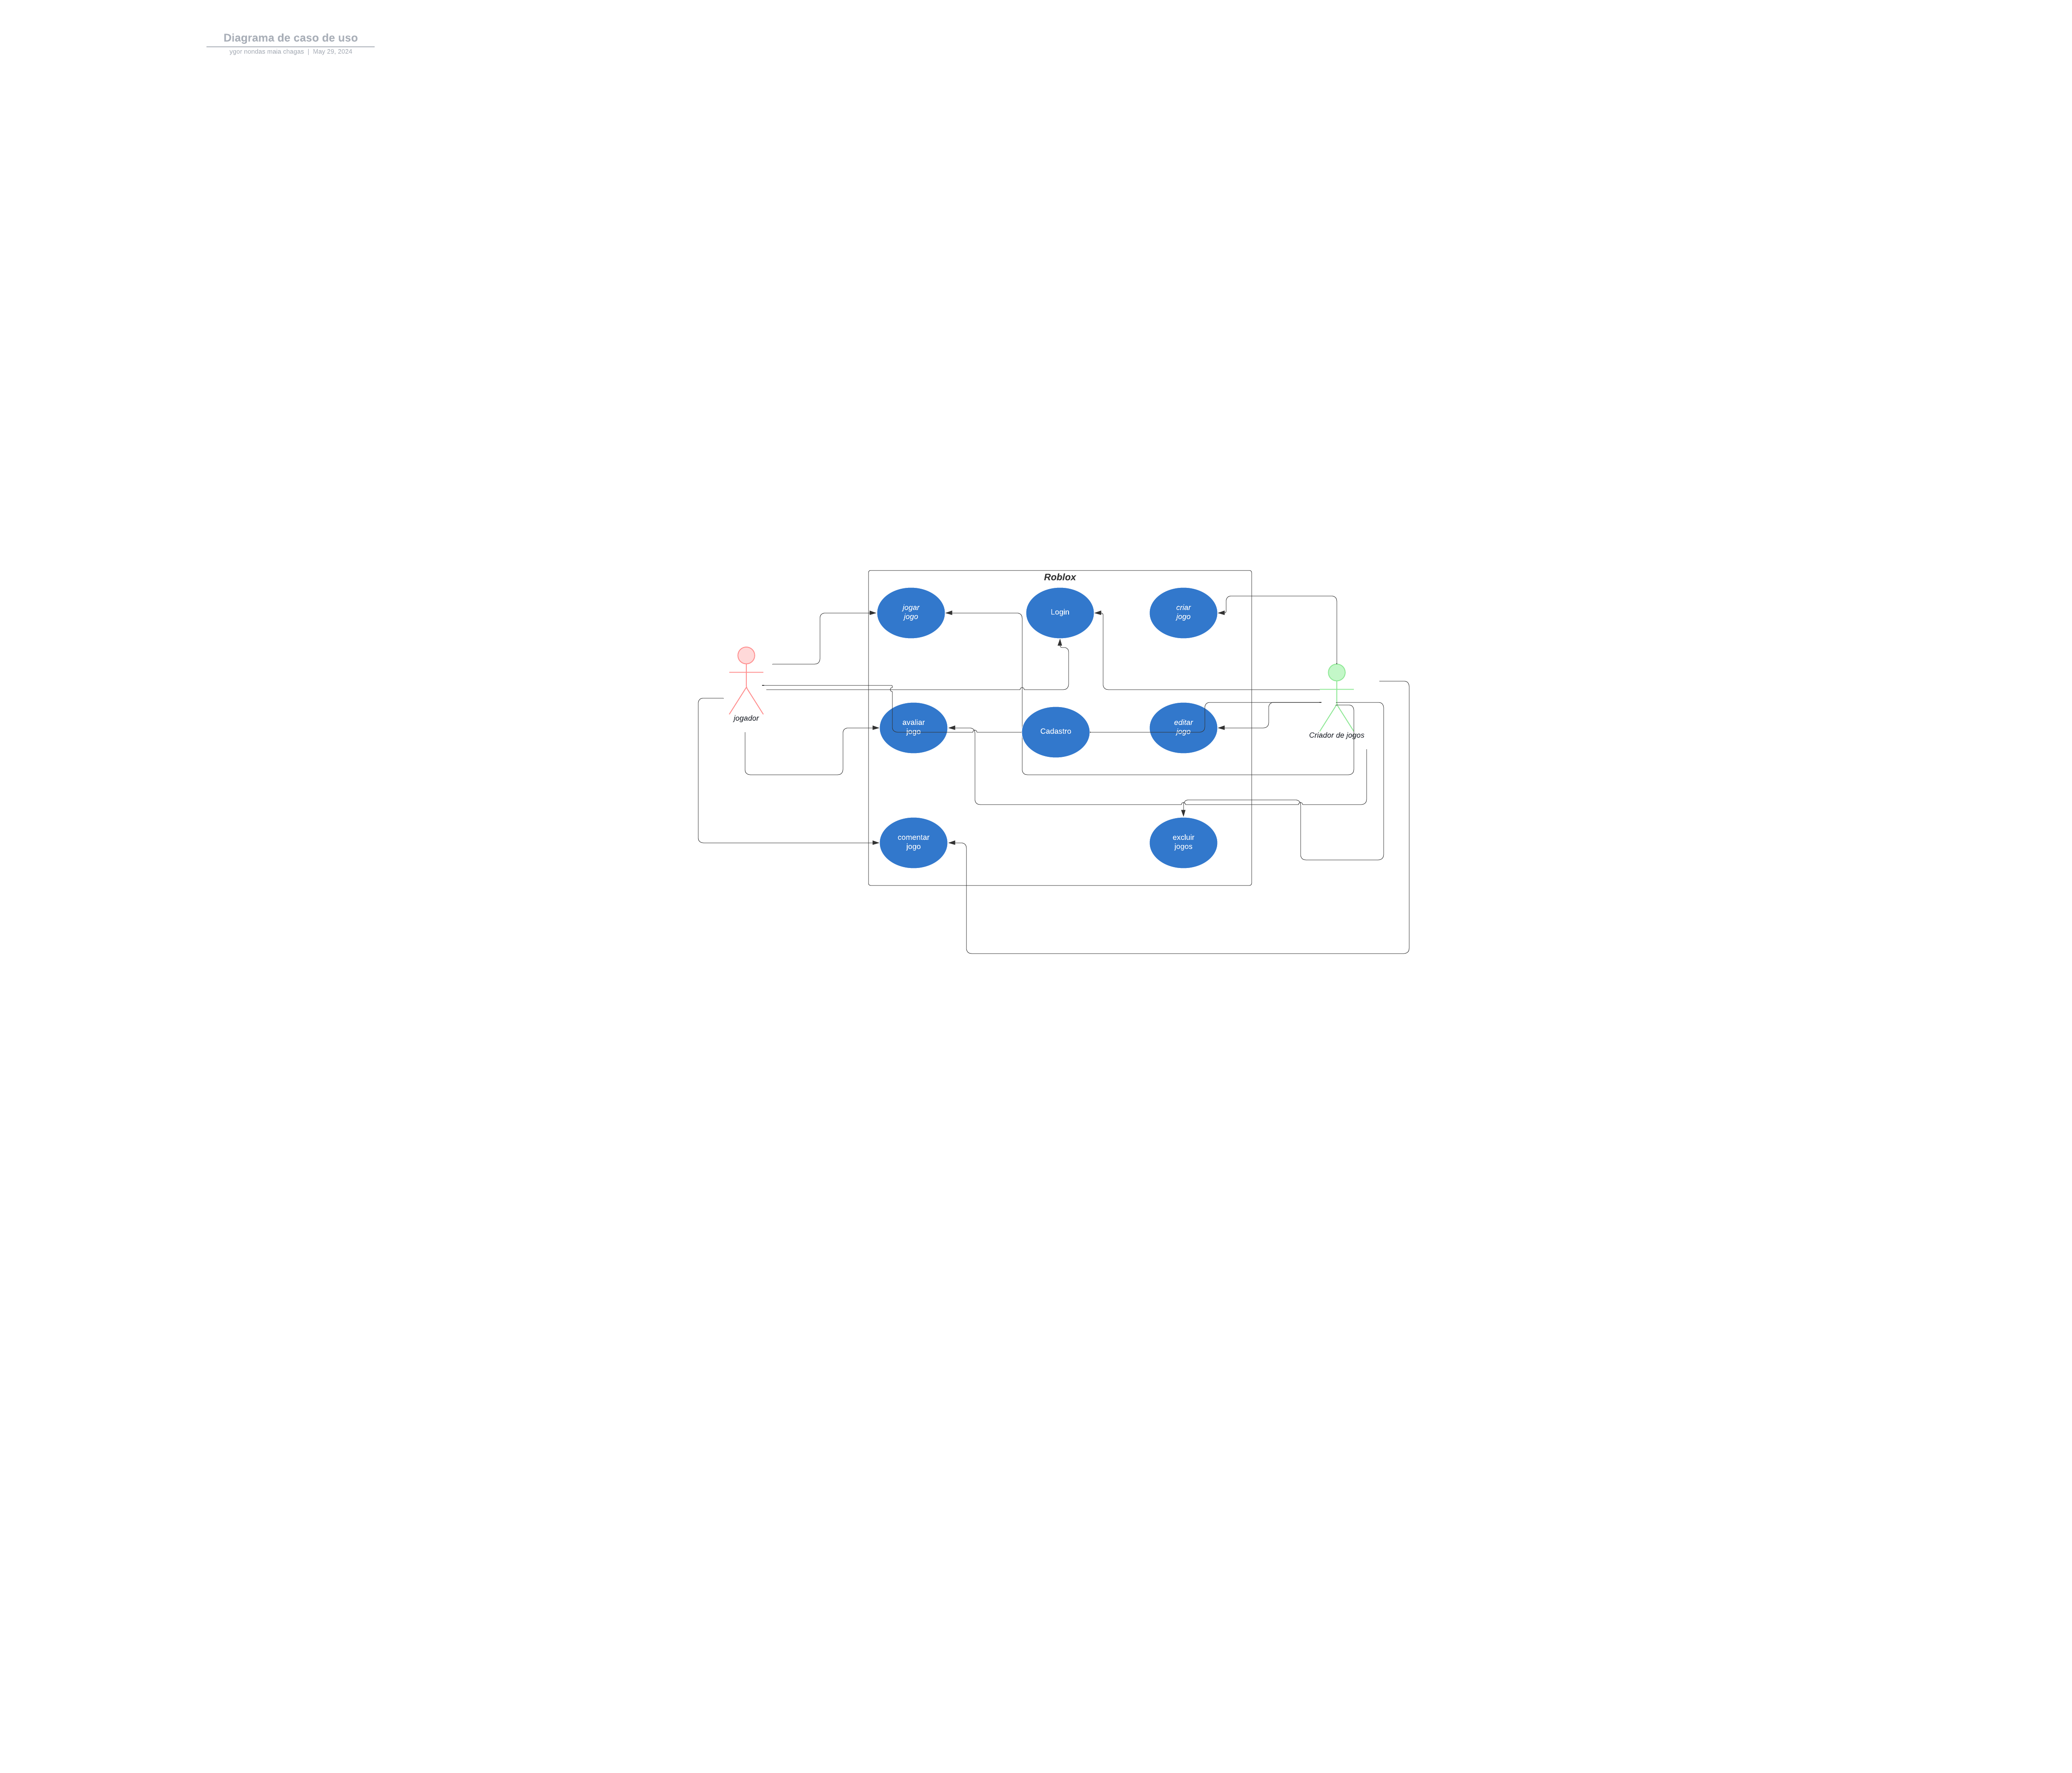 Diagrama de caso de uso
ygor nondas maia chagas | May 29, 2024
Roblox
jogar
jogo
Login
criar
jogo
jogador
avaliar
jogo
Cadastro
editar
jogo
Criador de jogos
comentar
jogo
excluir
jogos